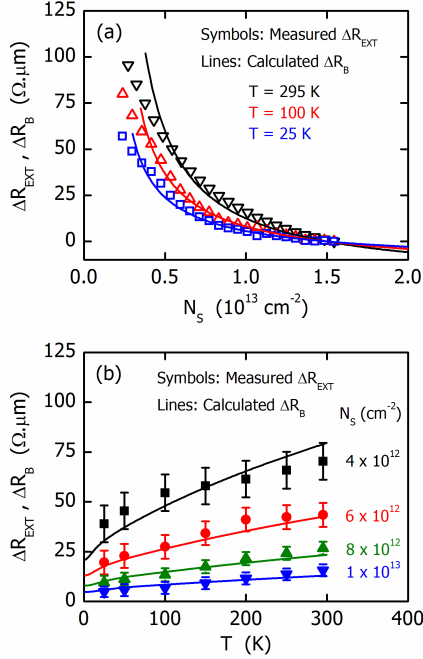 (a)
Symbols: Measured ΔR_EXT
Lines: Calculated ΔR_B
T = 295 K
T = 100 K
T = 25 K
125
100
75
50
25
0
ΔR_EXT , ΔR_B (Ω.μm)
0.0 0.5 1.0 1.5 2.0
N_S (10^13 cm^-2)
(b)
Symbols: Measured ΔR_EXT
Lines: Calculated ΔR_B
N_S (cm^-2)
4 x 10^12
6 x 10^12
8 x 10^12
1 x 10^13
125
100
75
50
25
0
ΔR_EXT , ΔR_B (Ω.μm)
0 100 200 300 400
T (K)